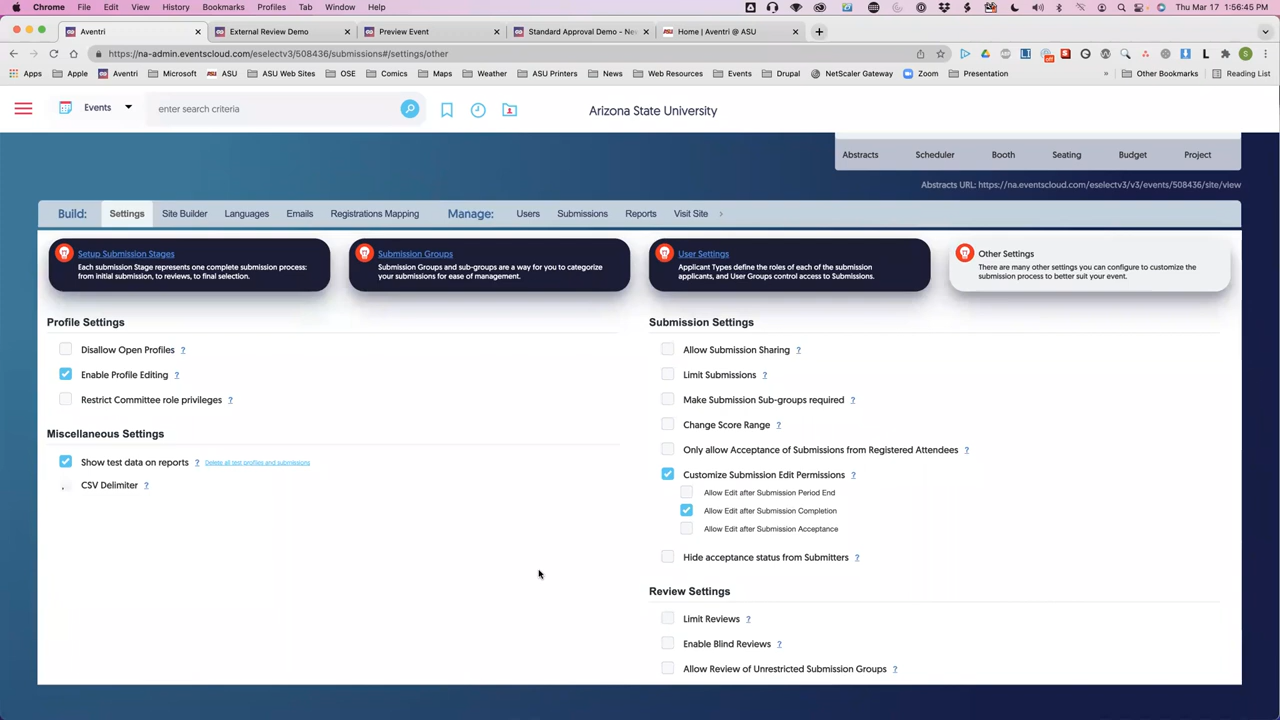 Chrome File Edit View History Bookmarks Profiles Tab Window Help Thu Mar 17 1:56:45 PM
Aventri External Review Demo Preview Event Standard Approval Demo - Ne Home | Aventri @ ASU
https://na-admin.eventscloud.com/eselectv3/508436/submissions#/settings/other
Apps Apple Aventri Microsoft ASU ASU Web Sites OSE Comics Maps Weather ASU Printers News Web Resources Events Drupal NetScaler Gateway Zoom Presentation » Other Bookmarks Reading List
Events enter search criteria Arizona State University
Abstracts Scheduler Booth Seating Budget Project
Abstracts URL: https://na.eventscloud.com/eselectv3/v3/events/508436/site/view
Build: Settings Site Builder Languages Emails Registrations Mapping Manage: Users Submissions Reports Visit Site ›
Setup Submission Stages
Each submission Stage represents one complete submission process:
from initial submission, to reviews, to final selection.
Submission Groups
Submission Groups and sub-groups are a way for you to categorize
your submissions for ease of management.
User Settings
Applicant Types define the roles of each of the submission
applicants, and User Groups control access to Submissions.
Other Settings
There are many other settings you can configure to customize the
submission process to better suit your event.
Profile Settings
Disallow Open Profiles ?
Enable Profile Editing ?
Restrict Committee role privileges ?
Miscellaneous Settings
Show test data on reports ? Delete all test profiles and submissions
, CSV Delimiter ?
Submission Settings
Allow Submission Sharing ?
Limit Submissions ?
Make Submission Sub-groups required ?
Change Score Range ?
Only allow Acceptance of Submissions from Registered Attendees ?
Customize Submission Edit Permissions ?
Allow Edit after Submission Period End
Allow Edit after Submission Completion
Allow Edit after Submission Acceptance
Hide acceptance status from Submitters ?
Review Settings
Limit Reviews ?
Enable Blind Reviews ?
Allow Review of Unrestricted Submission Groups ?